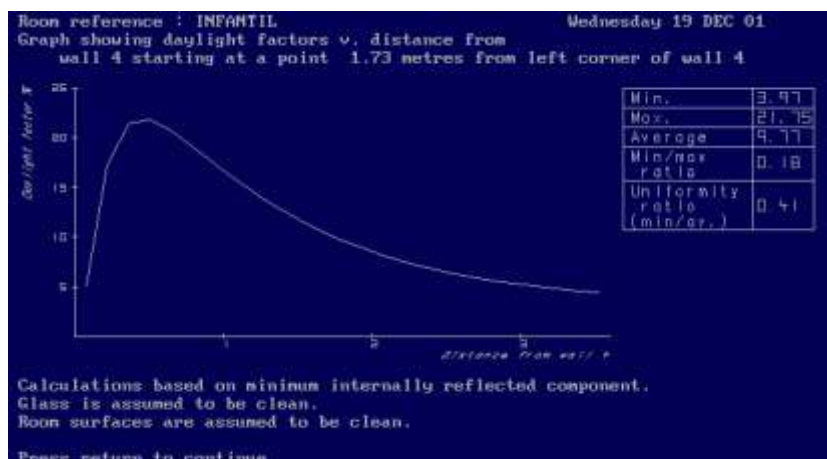 Room reference : INFANTIL
Wednesday 19 DEC 01
Graph showing daylight factors v. distance from
wall 4 starting at a point 1.73 metres from left corner of wall 4
Daylight factor %
25
20
15
10
5
1
2
3
Distance from wall 4
Min. 3.97
Max. 21.75
Average 9.77
Min/max
ratio 0.18
Uniformity
ratio
(min/av.) 0.41
Calculations based on minimum internally reflected component.
Glass is assumed to be clean.
Room surfaces are assumed to be clean.
Press return to continue